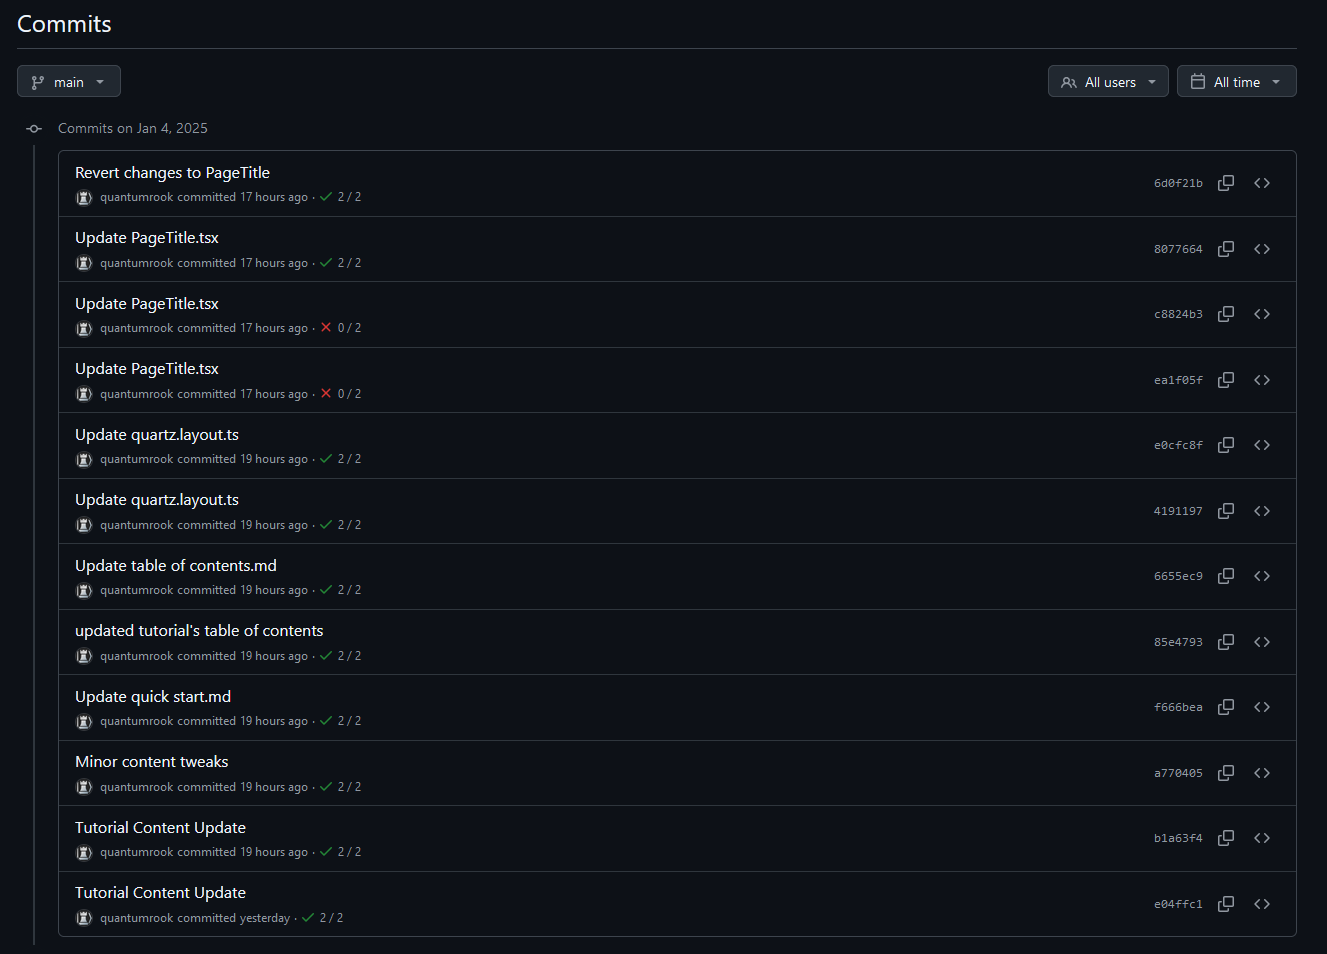 Commits
main
All users
All time
Commits on Jan 4, 2025
Revert changes to PageTitle
6d0f21b
quantumrook committed 17 hours ago · 2 / 2
Update PageTitle.tsx
8077664
quantumrook committed 17 hours ago · 2 / 2
Update PageTitle.tsx
c8824b3
quantumrook committed 17 hours ago · 0 / 2
Update PageTitle.tsx
ea1f05f
quantumrook committed 17 hours ago · 0 / 2
Update quartz.layout.ts
e0cfc8f
quantumrook committed 19 hours ago · 2 / 2
Update quartz.layout.ts
4191197
quantumrook committed 19 hours ago · 2 / 2
Update table of contents.md
6655ec9
quantumrook committed 19 hours ago · 2 / 2
updated tutorial's table of contents
85e4793
quantumrook committed 19 hours ago · 2 / 2
Update quick start.md
f666bea
quantumrook committed 19 hours ago · 2 / 2
Minor content tweaks
a770405
quantumrook committed 19 hours ago · 2 / 2
Tutorial Content Update
b1a63f4
quantumrook committed 19 hours ago · 2 / 2
Tutorial Content Update
e04ffc1
quantumrook committed yesterday · 2 / 2